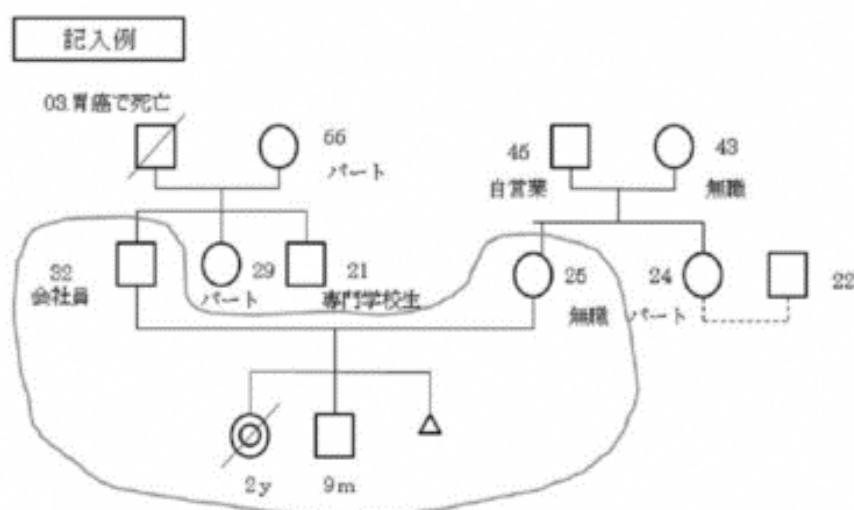 記入例
03.胃癌で死亡
66
パート
45
自営業
43
無職
32
会社員
29
パート
21
専門学校生
25
無職
24
パート
22
2y
9m